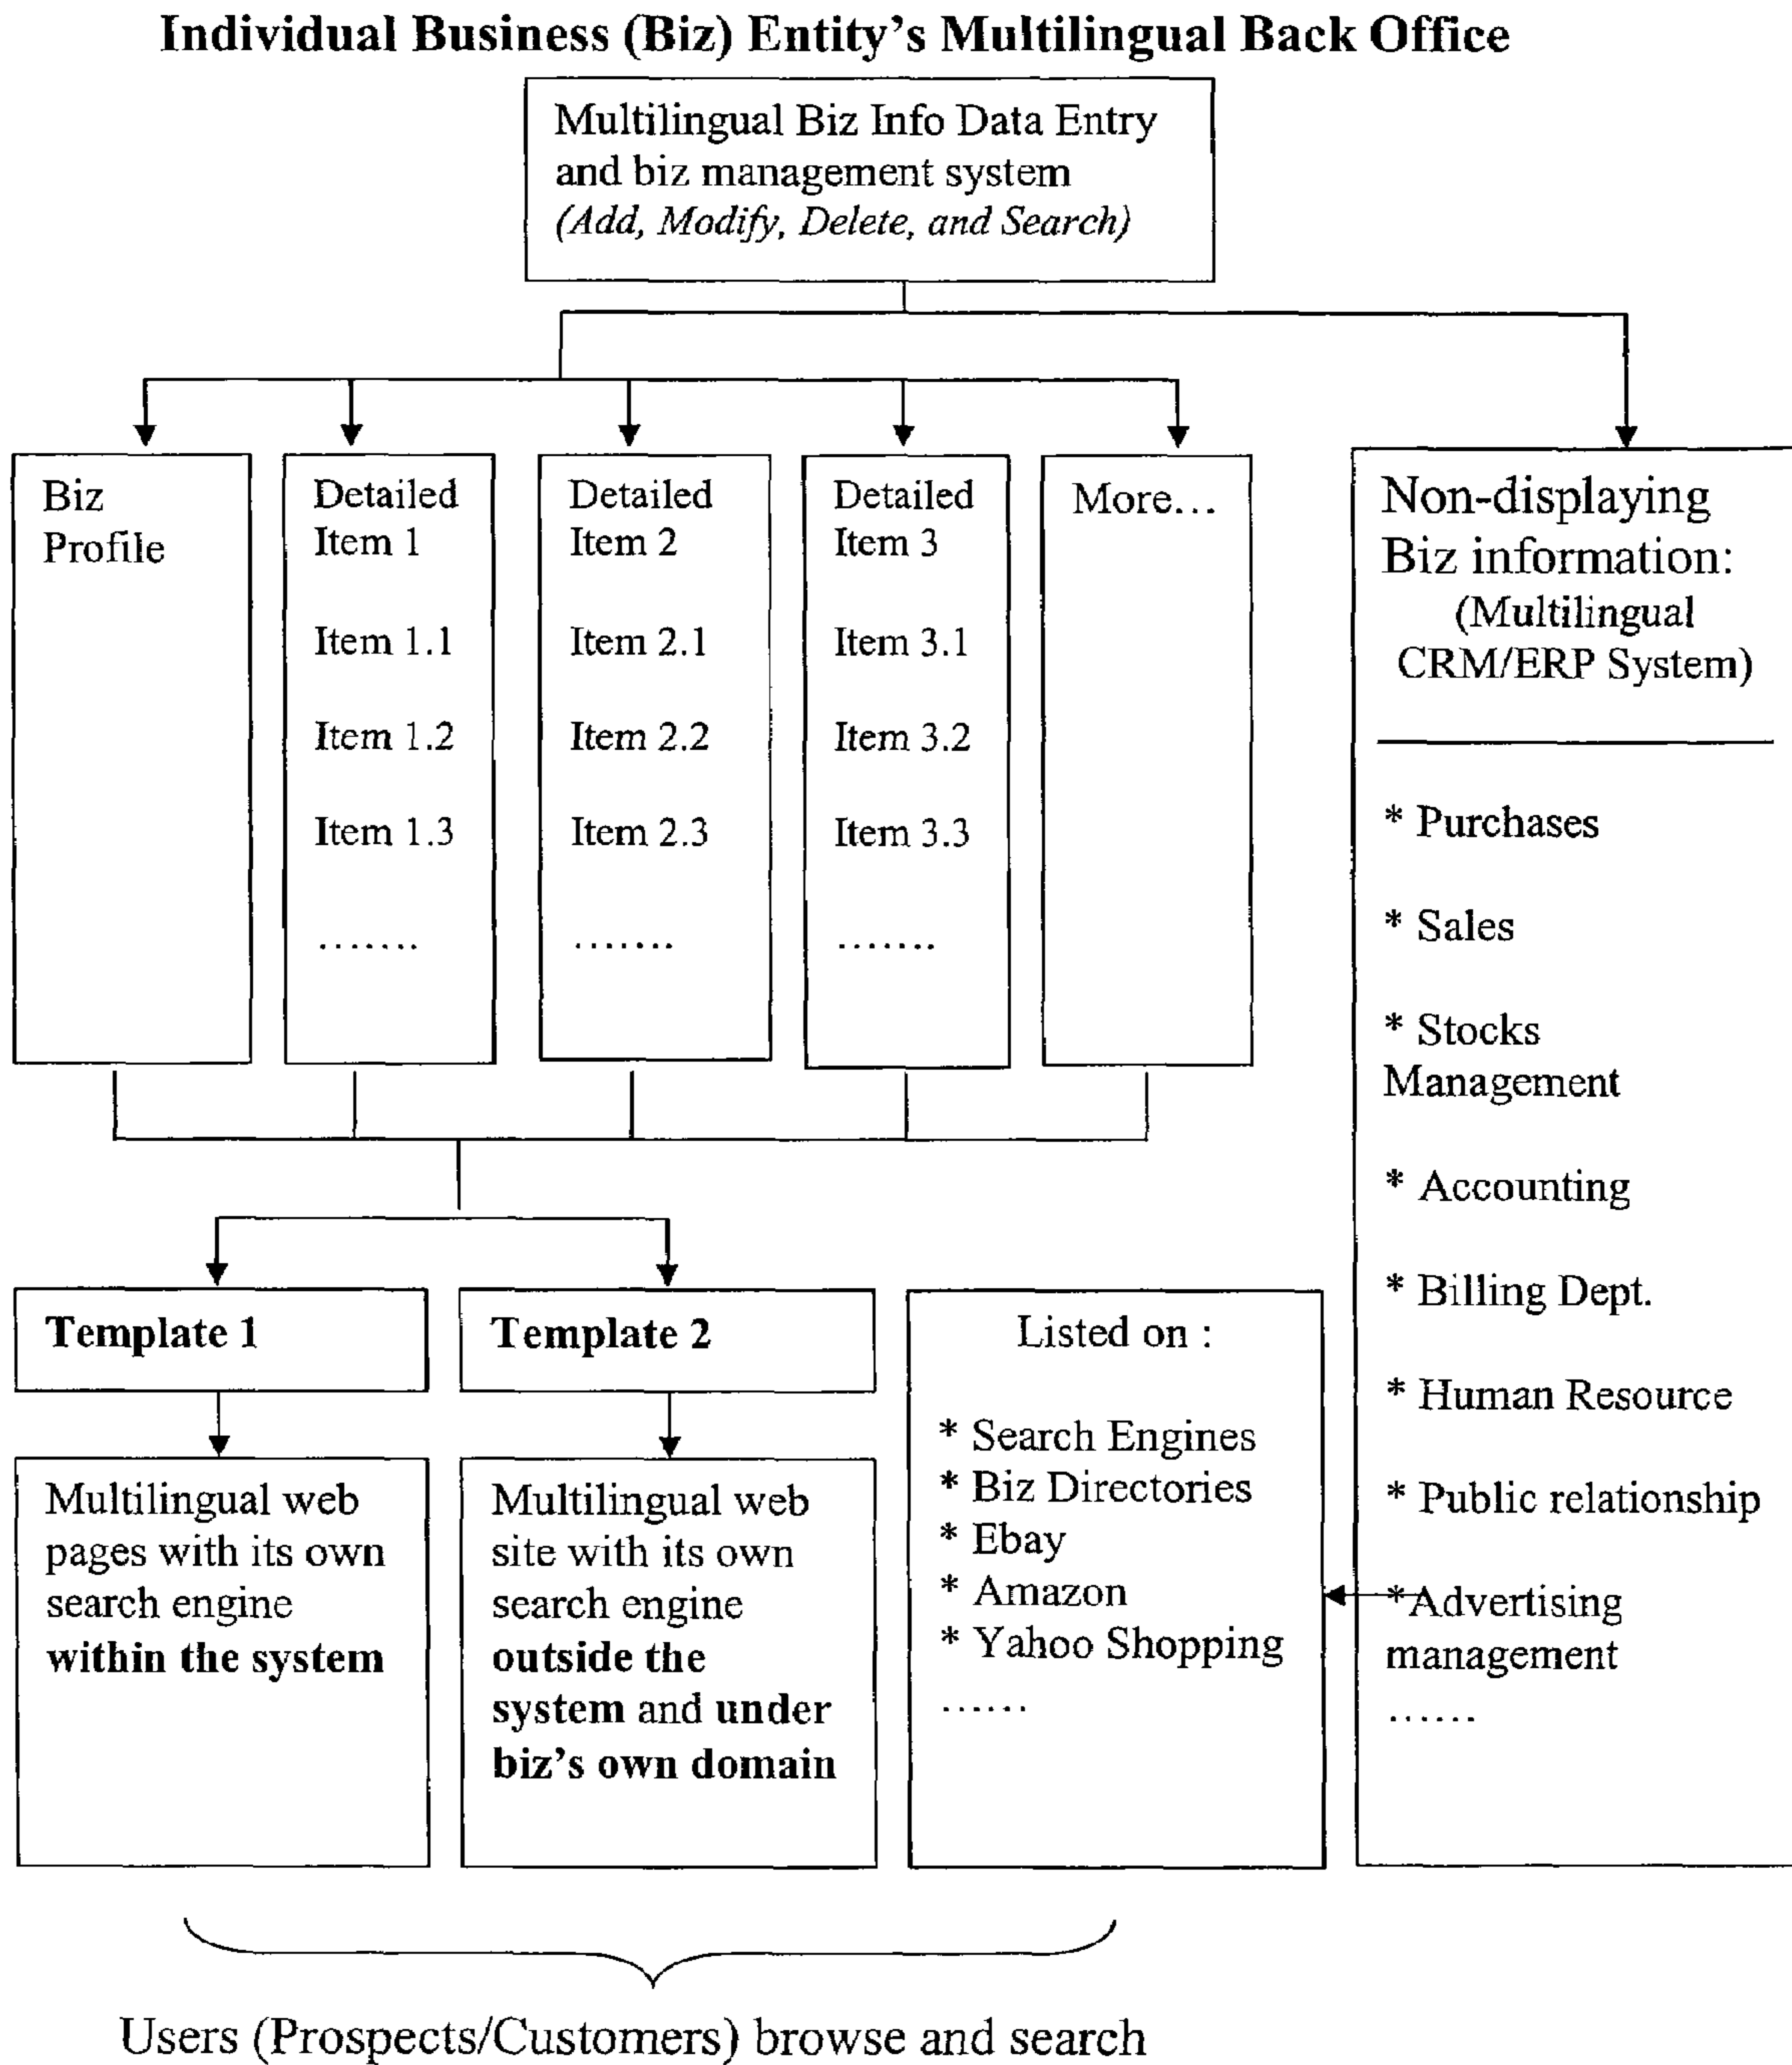 Individual Business (Biz) Entity's Multilingual Back Office
Multilingual Biz Info Data Entry
and biz management system
(Add, Modify, Delete, and Search)
Biz
Profile
Detailed
Item 1
Item 1.1
Item 1.2
Item 1.3
.......
Detailed
Item 2
Item 2.1
Item 2.2
Item 2.3
.......
Detailed
Item 3
Item 3.1
Item 3.2
Item 3.3
.......
More...
Non-displaying
Biz information:
(Multilingual
CRM/ERP System)
* Purchases
* Sales
* Stocks
Management
* Accounting
* Billing Dept.
* Human Resource
* Public relationship
*Advertising
management
......
Template 1
Multilingual web
pages with its own
search engine
within the system
Template 2
Multilingual web
site with its own
search engine
outside the
system and under
biz's own domain
Listed on :
* Search Engines
* Biz Directories
* Ebay
* Amazon
* Yahoo Shopping
......
Users (Prospects/Customers) browse and search